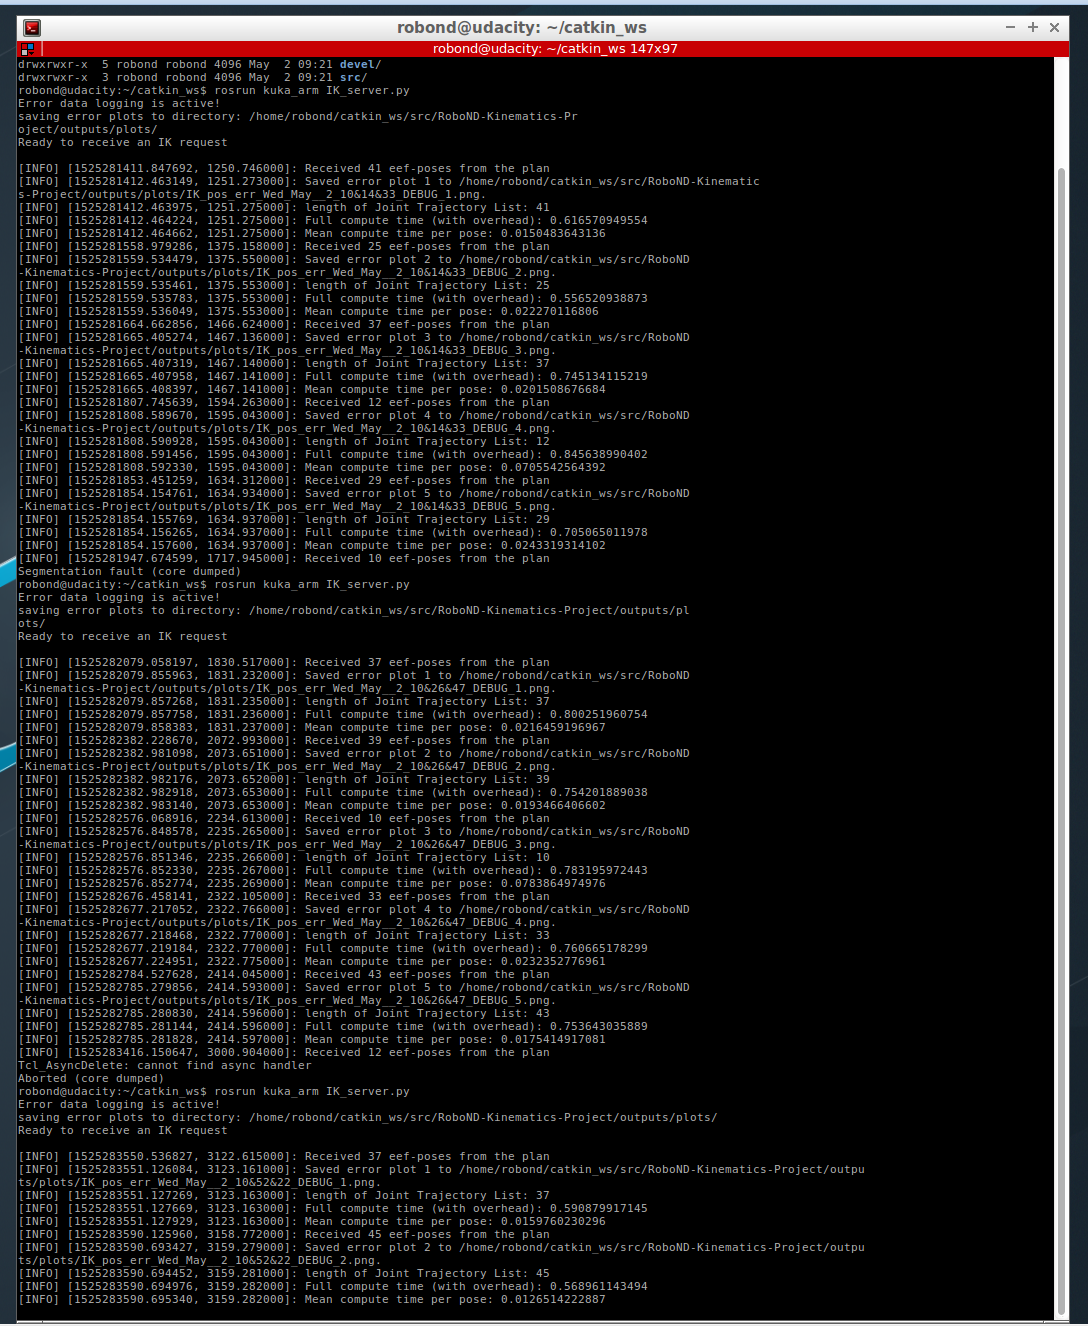 robond@udacity: ~/catkin_ws
robond@udacity: ~/catkin_ws 147x97
drwxrwxr-x  5 robond robond 4096 May  2 09:21 devel/
drwxrwxr-x  3 robond robond 4096 May  2 09:21 src/
robond@udacity:~/catkin_ws$ rosrun kuka_arm IK_server.py
Error data logging is active!
saving error plots to directory: /home/robond/catkin_ws/src/RoboND-Kinematics-Pr
oject/outputs/plots/
Ready to receive an IK request
[INFO] [1525281411.847692, 1250.746000]: Received 41 eef-poses from the plan
[INFO] [1525281412.463149, 1251.273000]: Saved error plot 1 to /home/robond/catkin_ws/src/RoboND-Kinematic
s-Project/outputs/plots/IK_pos_err_Wed_May__2_10&14&33_DEBUG_1.png.
[INFO] [1525281412.463975, 1251.275000]: length of Joint Trajectory List: 41
[INFO] [1525281412.464224, 1251.275000]: Full compute time (with overhead): 0.616570949554
[INFO] [1525281412.464662, 1251.275000]: Mean compute time per pose: 0.0150483643136
[INFO] [1525281558.979286, 1375.158000]: Received 25 eef-poses from the plan
[INFO] [1525281559.534479, 1375.550000]: Saved error plot 2 to /home/robond/catkin_ws/src/RoboND
-Kinematics-Project/outputs/plots/IK_pos_err_Wed_May__2_10&14&33_DEBUG_2.png.
[INFO] [1525281559.535461, 1375.553000]: length of Joint Trajectory List: 25
[INFO] [1525281559.535783, 1375.553000]: Full compute time (with overhead): 0.556520938873
[INFO] [1525281559.536049, 1375.553000]: Mean compute time per pose: 0.022270116806
[INFO] [1525281664.662856, 1466.624000]: Received 37 eef-poses from the plan
[INFO] [1525281665.405274, 1467.136000]: Saved error plot 3 to /home/robond/catkin_ws/src/RoboND
-Kinematics-Project/outputs/plots/IK_pos_err_Wed_May__2_10&14&33_DEBUG_3.png.
[INFO] [1525281665.407319, 1467.140000]: length of Joint Trajectory List: 37
[INFO] [1525281665.407958, 1467.141000]: Full compute time (with overhead): 0.745134115219
[INFO] [1525281665.408397, 1467.141000]: Mean compute time per pose: 0.0201508676684
[INFO] [1525281807.745639, 1594.263000]: Received 12 eef-poses from the plan
[INFO] [1525281808.589670, 1595.043000]: Saved error plot 4 to /home/robond/catkin_ws/src/RoboND
-Kinematics-Project/outputs/plots/IK_pos_err_Wed_May__2_10&14&33_DEBUG_4.png.
[INFO] [1525281808.590928, 1595.043000]: length of Joint Trajectory List: 12
[INFO] [1525281808.591456, 1595.043000]: Full compute time (with overhead): 0.845638990402
[INFO] [1525281808.592330, 1595.043000]: Mean compute time per pose: 0.0705542564392
[INFO] [1525281853.451259, 1634.312000]: Received 29 eef-poses from the plan
[INFO] [1525281854.154761, 1634.934000]: Saved error plot 5 to /home/robond/catkin_ws/src/RoboND
-Kinematics-Project/outputs/plots/IK_pos_err_Wed_May__2_10&14&33_DEBUG_5.png.
[INFO] [1525281854.155769, 1634.937000]: length of Joint Trajectory List: 29
[INFO] [1525281854.156265, 1634.937000]: Full compute time (with overhead): 0.705065011978
[INFO] [1525281854.157600, 1634.937000]: Mean compute time per pose: 0.0243319314102
[INFO] [1525281947.674599, 1717.945000]: Received 10 eef-poses from the plan
Segmentation fault (core dumped)
robond@udacity:~/catkin_ws$ rosrun kuka_arm IK_server.py
Error data logging is active!
saving error plots to directory: /home/robond/catkin_ws/src/RoboND-Kinematics-Project/outputs/pl
ots/
Ready to receive an IK request
[INFO] [1525282079.058197, 1830.517000]: Received 37 eef-poses from the plan
[INFO] [1525282079.855963, 1831.232000]: Saved error plot 1 to /home/robond/catkin_ws/src/RoboND
-Kinematics-Project/outputs/plots/IK_pos_err_Wed_May__2_10&26&47_DEBUG_1.png.
[INFO] [1525282079.857268, 1831.235000]: length of Joint Trajectory List: 37
[INFO] [1525282079.857758, 1831.236000]: Full compute time (with overhead): 0.800251960754
[INFO] [1525282079.858383, 1831.237000]: Mean compute time per pose: 0.0216459196967
[INFO] [1525282382.228670, 2072.993000]: Received 39 eef-poses from the plan
[INFO] [1525282382.981098, 2073.651000]: Saved error plot 2 to /home/robond/catkin_ws/src/RoboND
-Kinematics-Project/outputs/plots/IK_pos_err_Wed_May__2_10&26&47_DEBUG_2.png.
[INFO] [1525282382.982176, 2073.652000]: length of Joint Trajectory List: 39
[INFO] [1525282382.982918, 2073.653000]: Full compute time (with overhead): 0.754201889038
[INFO] [1525282382.983140, 2073.653000]: Mean compute time per pose: 0.0193466406602
[INFO] [1525282576.068916, 2234.613000]: Received 10 eef-poses from the plan
[INFO] [1525282576.848578, 2235.265000]: Saved error plot 3 to /home/robond/catkin_ws/src/RoboND
-Kinematics-Project/outputs/plots/IK_pos_err_Wed_May__2_10&26&47_DEBUG_3.png.
[INFO] [1525282576.851346, 2235.266000]: length of Joint Trajectory List: 10
[INFO] [1525282576.852330, 2235.267000]: Full compute time (with overhead): 0.783195972443
[INFO] [1525282576.852774, 2235.269000]: Mean compute time per pose: 0.0783864974976
[INFO] [1525282676.458141, 2322.105000]: Received 33 eef-poses from the plan
[INFO] [1525282677.217052, 2322.766000]: Saved error plot 4 to /home/robond/catkin_ws/src/RoboND
-Kinematics-Project/outputs/plots/IK_pos_err_Wed_May__2_10&26&47_DEBUG_4.png.
[INFO] [1525282677.218468, 2322.770000]: length of Joint Trajectory List: 33
[INFO] [1525282677.219184, 2322.770000]: Full compute time (with overhead): 0.760665178299
[INFO] [1525282677.224951, 2322.775000]: Mean compute time per pose: 0.0232352776961
[INFO] [1525282784.527628, 2414.045000]: Received 43 eef-poses from the plan
[INFO] [1525282785.279856, 2414.593000]: Saved error plot 5 to /home/robond/catkin_ws/src/RoboND
-Kinematics-Project/outputs/plots/IK_pos_err_Wed_May__2_10&26&47_DEBUG_5.png.
[INFO] [1525282785.280830, 2414.596000]: length of Joint Trajectory List: 43
[INFO] [1525282785.281144, 2414.596000]: Full compute time (with overhead): 0.753643035889
[INFO] [1525282785.281828, 2414.597000]: Mean compute time per pose: 0.0175414917081
[INFO] [1525283416.150647, 3000.904000]: Received 12 eef-poses from the plan
Tcl_AsyncDelete: cannot find async handler
Aborted (core dumped)
robond@udacity:~/catkin_ws$ rosrun kuka_arm IK_server.py
Error data logging is active!
saving error plots to directory: /home/robond/catkin_ws/src/RoboND-Kinematics-Project/outputs/plots/
Ready to receive an IK request
[INFO] [1525283550.536827, 3122.615000]: Received 37 eef-poses from the plan
[INFO] [1525283551.126084, 3123.161000]: Saved error plot 1 to /home/robond/catkin_ws/src/RoboND-Kinematics-Project/outpu
ts/plots/IK_pos_err_Wed_May__2_10&52&22_DEBUG_1.png.
[INFO] [1525283551.127269, 3123.163000]: length of Joint Trajectory List: 37
[INFO] [1525283551.127669, 3123.163000]: Full compute time (with overhead): 0.590879917145
[INFO] [1525283551.127929, 3123.163000]: Mean compute time per pose: 0.0159760230296
[INFO] [1525283590.125960, 3158.772000]: Received 45 eef-poses from the plan
[INFO] [1525283590.693427, 3159.279000]: Saved error plot 2 to /home/robond/catkin_ws/src/RoboND-Kinematics-Project/outpu
ts/plots/IK_pos_err_Wed_May__2_10&52&22_DEBUG_2.png.
[INFO] [1525283590.694452, 3159.281000]: length of Joint Trajectory List: 45
[INFO] [1525283590.694976, 3159.282000]: Full compute time (with overhead): 0.568961143494
[INFO] [1525283590.695340, 3159.282000]: Mean compute time per pose: 0.0126514222887